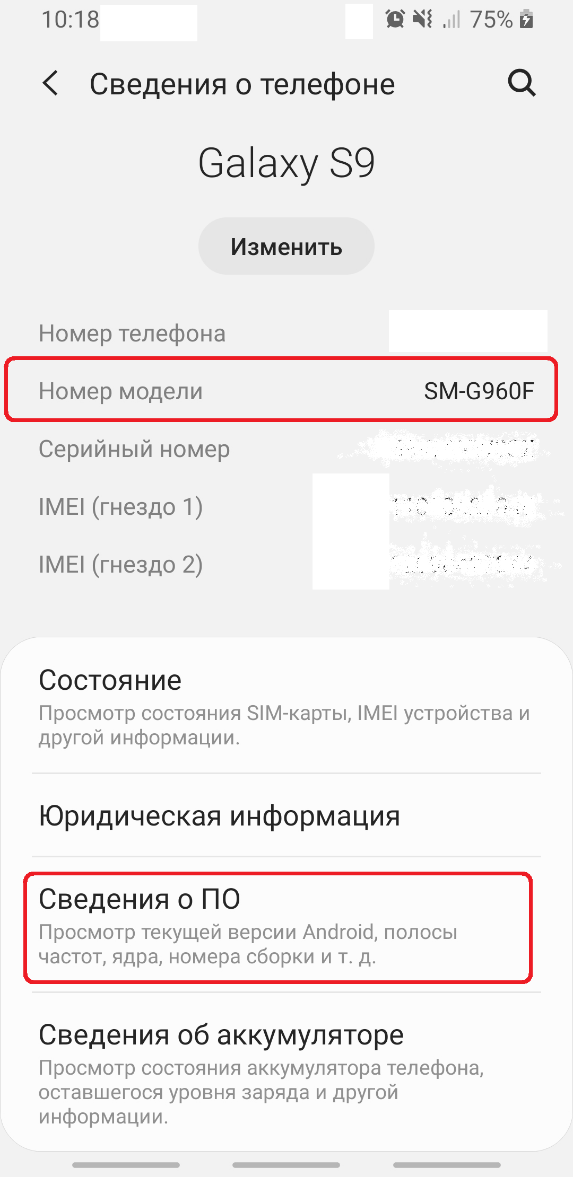 10:18 75%
Сведения о телефоне
Galaxy S9
Изменить
Номер телефона
Номер модели SM-G960F
Серийный номер
IMEI (гнездо 1)
IMEI (гнездо 2)
Состояние
Просмотр состояния SIM-карты, IMEI устройства и
другой информации.
Юридическая информация
Сведения о ПО
Просмотр текущей версии Android, полосы
частот, ядра, номера сборки и т. д.
Сведения об аккумуляторе
Просмотр состояния аккумулятора телефона,
оставшегося уровня заряда и другой
информации.